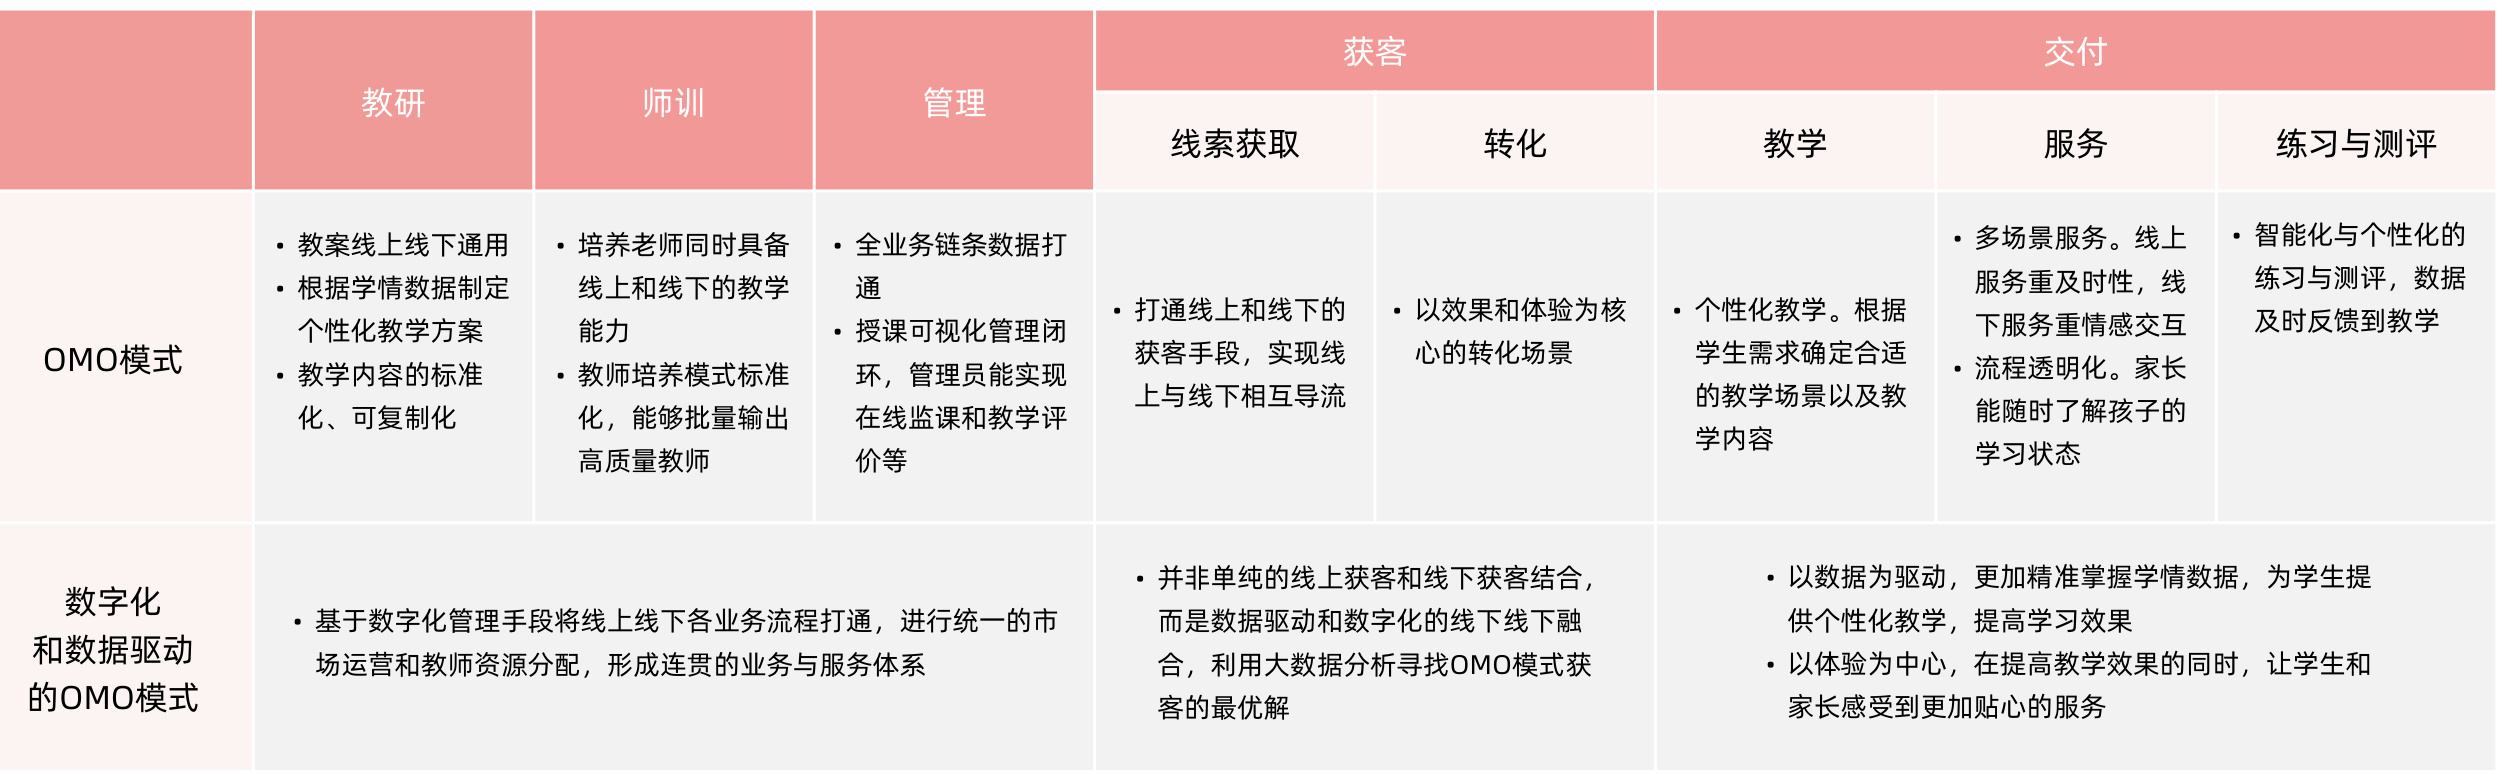 获客
交付
教研
师训
管理
线索获取
转化
教学
服务
练习与测评
OMO模式
• 教案线上线下通用
• 根据学情数据制定
个性化教学方案
• 教学内容的标准
化、可复制化
• 培养老师同时具备
线上和线下的教学
能力
• 教师培养模式标准
化，能够批量输出
高质量教师
• 全业务链条数据打
通
• 授课可视化管理闭
环，管理员能实现
在线监课和教学评
价等
• 打通线上和线下的
获客手段，实现线
上与线下相互导流
• 以效果和体验为核
心的转化场景
• 个性化教学。根据
学生需求确定合适
的教学场景以及教
学内容
• 多场景服务。线上
服务重及时性，线
下服务重情感交互
• 流程透明化。家长
能随时了解孩子的
学习状态
• 智能化与个性化的
练习与测评，数据
及时反馈到教学
数字化
和数据驱动
的OMO模式
• 基于数字化管理手段将线上线下各业务流程打通，进行统一的市
场运营和教师资源分配，形成连贯的业务与服务体系
• 并非单纯的线上获客和线下获客结合，
而是数据驱动和数字化的线下线下融
合，利用大数据分析寻找OMO模式获
客的最优解
• 以数据为驱动，更加精准掌握学情数据，为学生提
供个性化教学，提高学习效果
• 以体验为中心，在提高教学效果的同时，让学生和
家长感受到更加贴心的服务